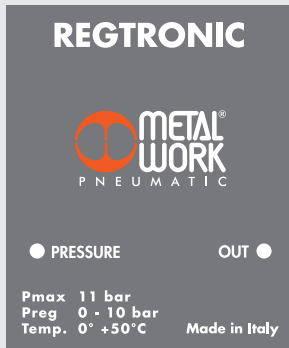 REGTRONIC
METAL®
WORK
PNEUMATIC
PRESSURE OUT
Pmax 11 bar
Preg 0 - 10 bar
Temp. 0° +50°C Made in Italy